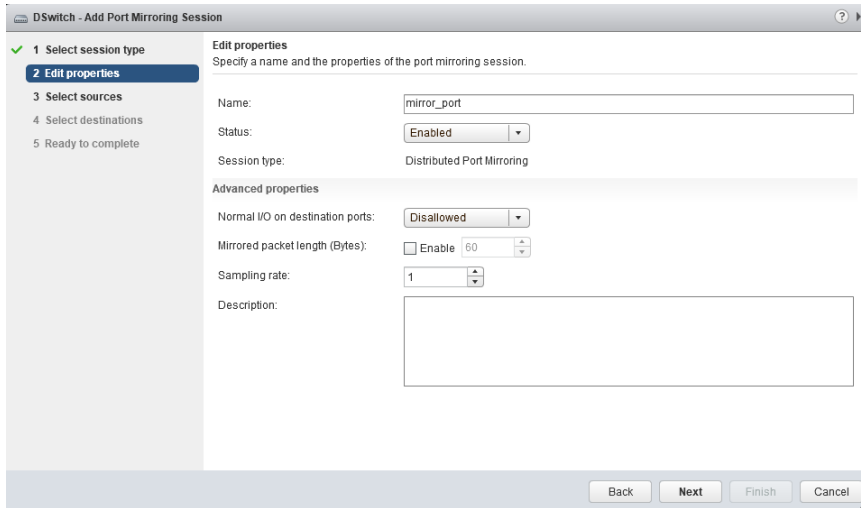 DSwitch - Add Port Mirroring Session
?
1 Select session type
2 Edit properties
3 Select sources
4 Select destinations
5 Ready to complete
Edit properties
Specify a name and the properties of the port mirroring session.
Name: mirror_port
Status: Enabled
Session type: Distributed Port Mirroring
Advanced properties
Normal I/O on destination ports: Disallowed
Mirrored packet length (Bytes): Enable 60
Sampling rate: 1
Description:
Back Next Finish Cancel